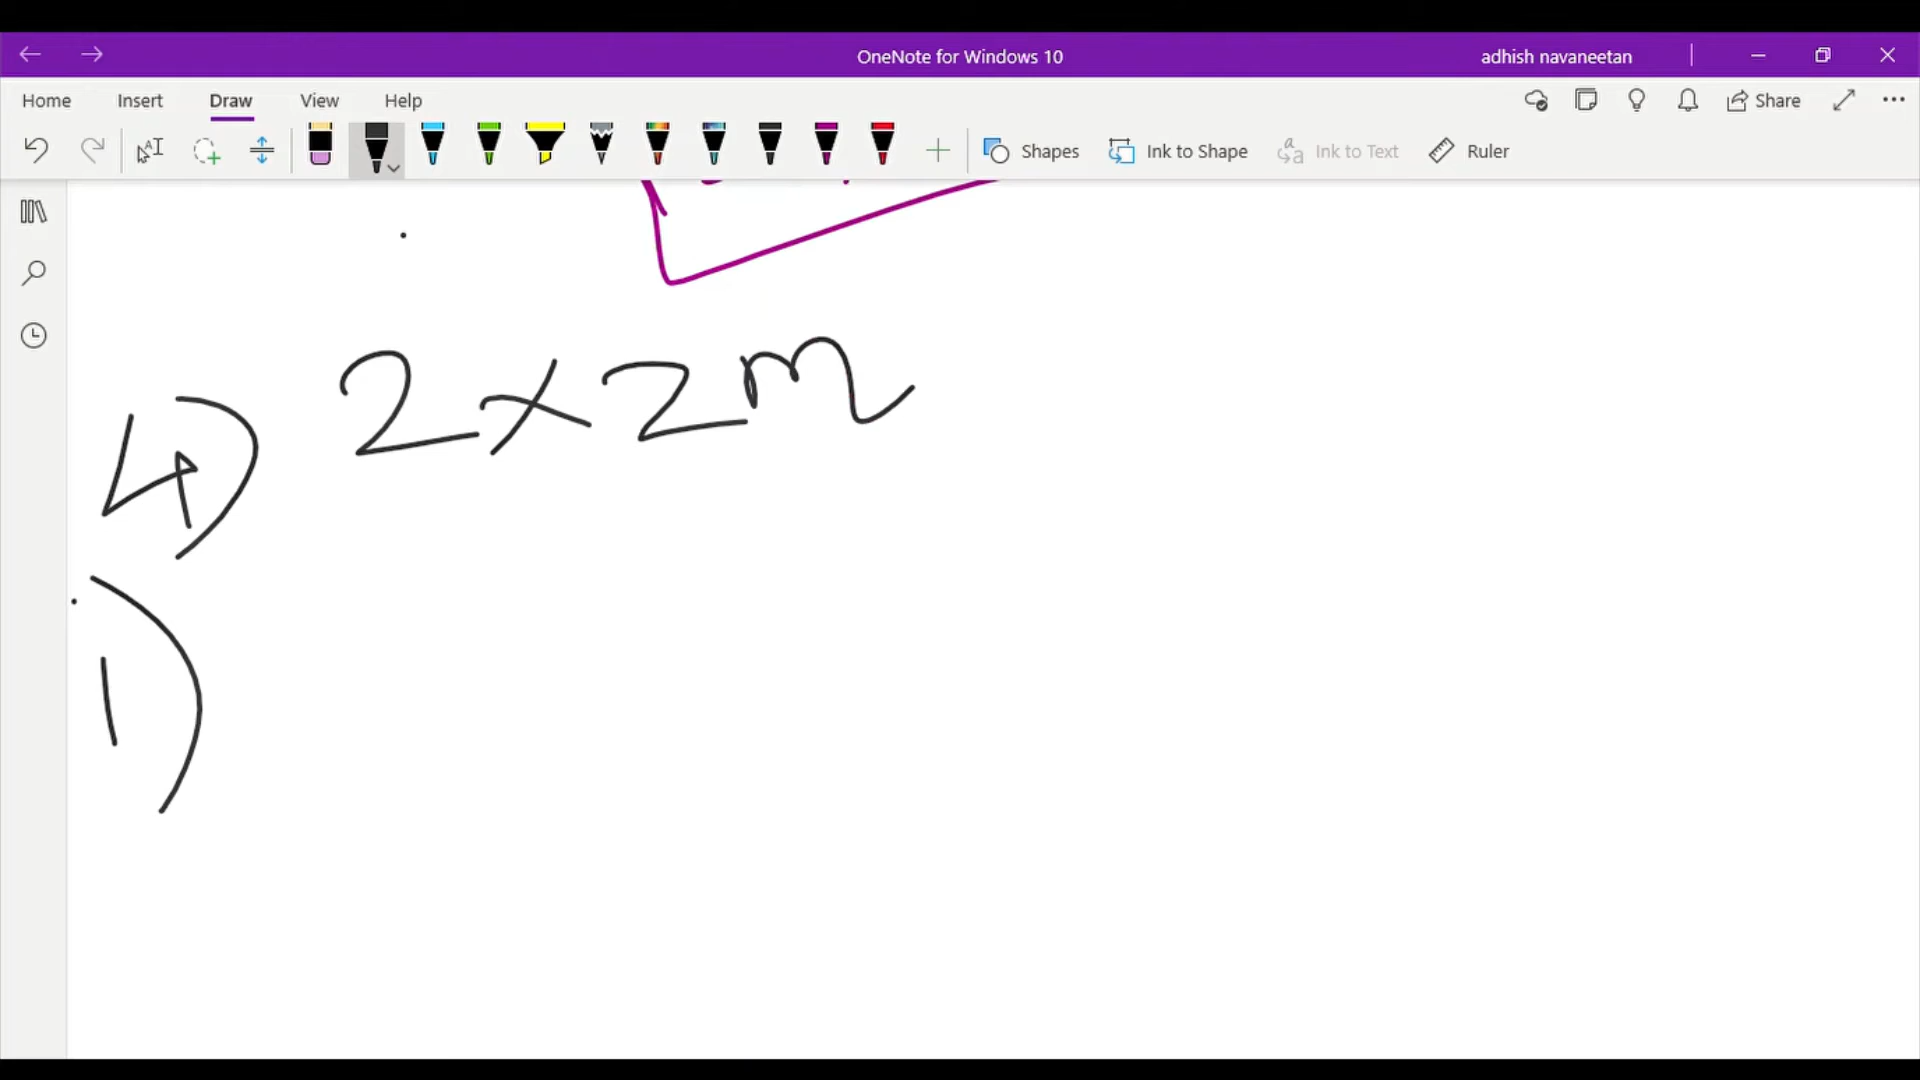 OneNote for Windows 10
adhish navaneetan
Home Insert Draw View Help
Share
Shapes Ink to Shape Ink to Text Ruler
4) 2x2m
1)